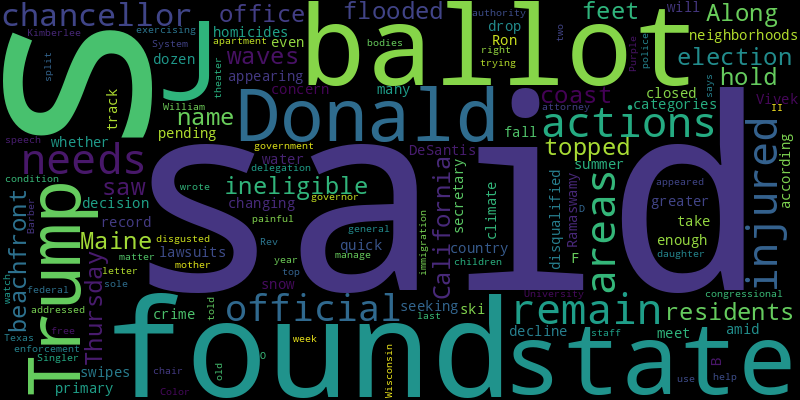 chancellor
office
flooded
authority
feet
will
Along
Kimberlee
exercising
System
homicides
drop
Ron
neighborhoods
S
J
ballot
waves
apartment
even
bodies
right
trying
two
Purple
police
election
split
dozen
theater
appearing
concern
many
closed
says
hold
track
William
name
Donald
coast
categories
attorney
Vivek
II
speech
whether
pending
government
fall
actions
needs
water
DeSantis
topped
according
condition
saw
wrote
delegation
ineligible
governor
California
secretary
climate
summer
areas
appeared
injured
Trump
Barber
decision
said
changing
painful
disqualified
Ramaswamy
D
greater
beachfront
record
Rev
general
immigration
take
Maine
disgusted
lawsuits
quick
country
enough
Thursday
matter
mother
year
manage
children
F
daughter
letter
top
watch
federal
sole
snow
University
congressional
addressed
crime
told
official
seeking
ski
remain
residents
Texas
free
found
last
decline
meet
amid
enforcement
week
staff
Singler
O
state
swipes
chair
old
Wisconsin
B
primary
Color
use
help